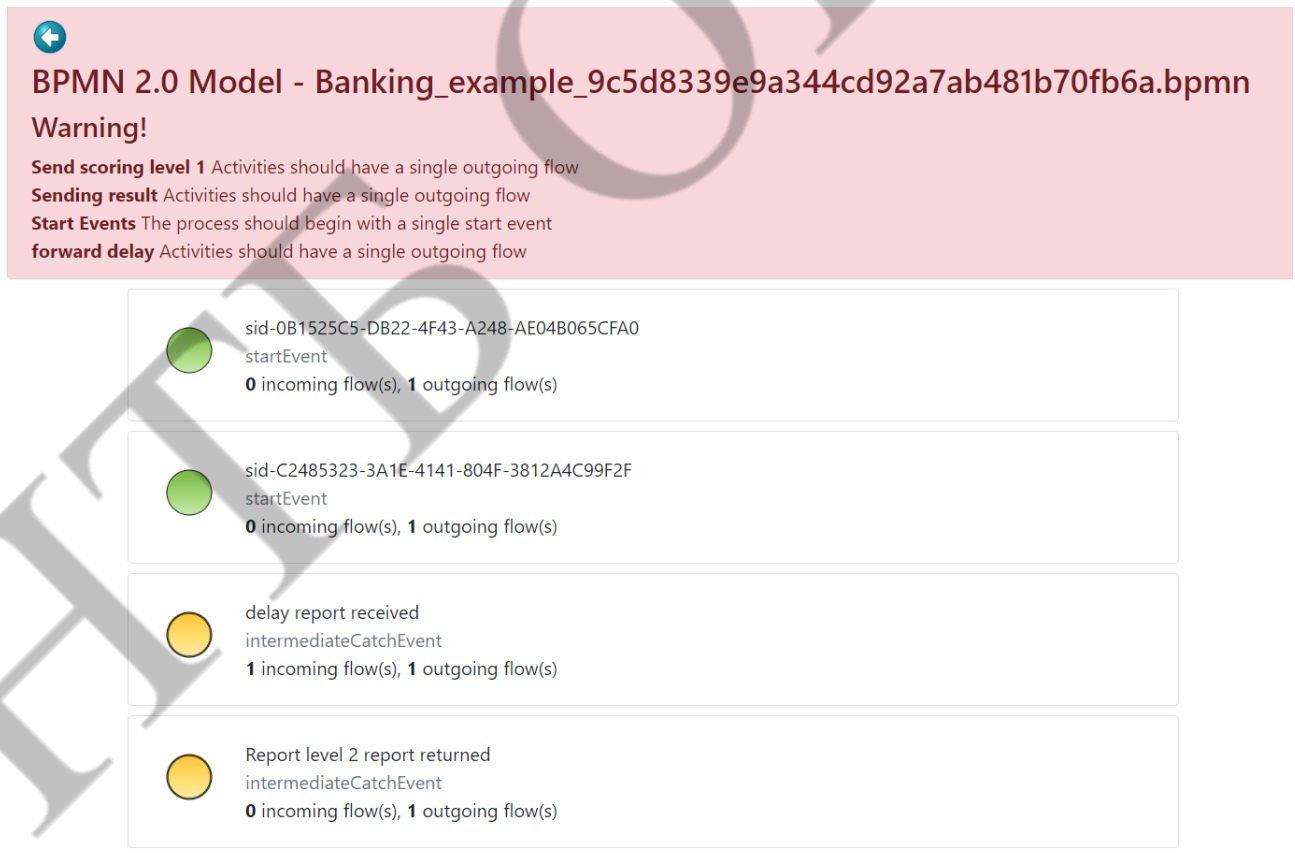 BPMN 2.0 Model - Banking_example_9c5d8339e9a344cd92a7ab481b70fb6a.bpmn
Warning!
Send scoring level 1 Activities should have a single outgoing flow
Sending result Activities should have a single outgoing flow
Start Events The process should begin with a single start event
forward delay Activities should have a single outgoing flow
sid-0B1525C5-DB22-4F43-A248-AE04B065CFA0
startEvent
0 incoming flow(s), 1 outgoing flow(s)
sid-C2485323-3A1E-4141-804F-3812A4C99F2F
startEvent
0 incoming flow(s), 1 outgoing flow(s)
delay report received
intermediateCatchEvent
1 incoming flow(s), 1 outgoing flow(s)
Report level 2 report returned
intermediateCatchEvent
0 incoming flow(s), 1 outgoing flow(s)